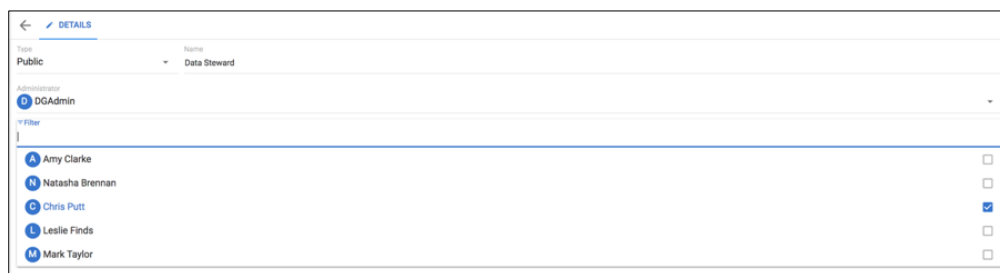 DETAILS
Type
Public
Name
Data Steward
Administrator
D DGAdmin
Filter
A Amy Clarke
N Natasha Brennan
C Chris Putt
L Leslie Finds
M Mark Taylor